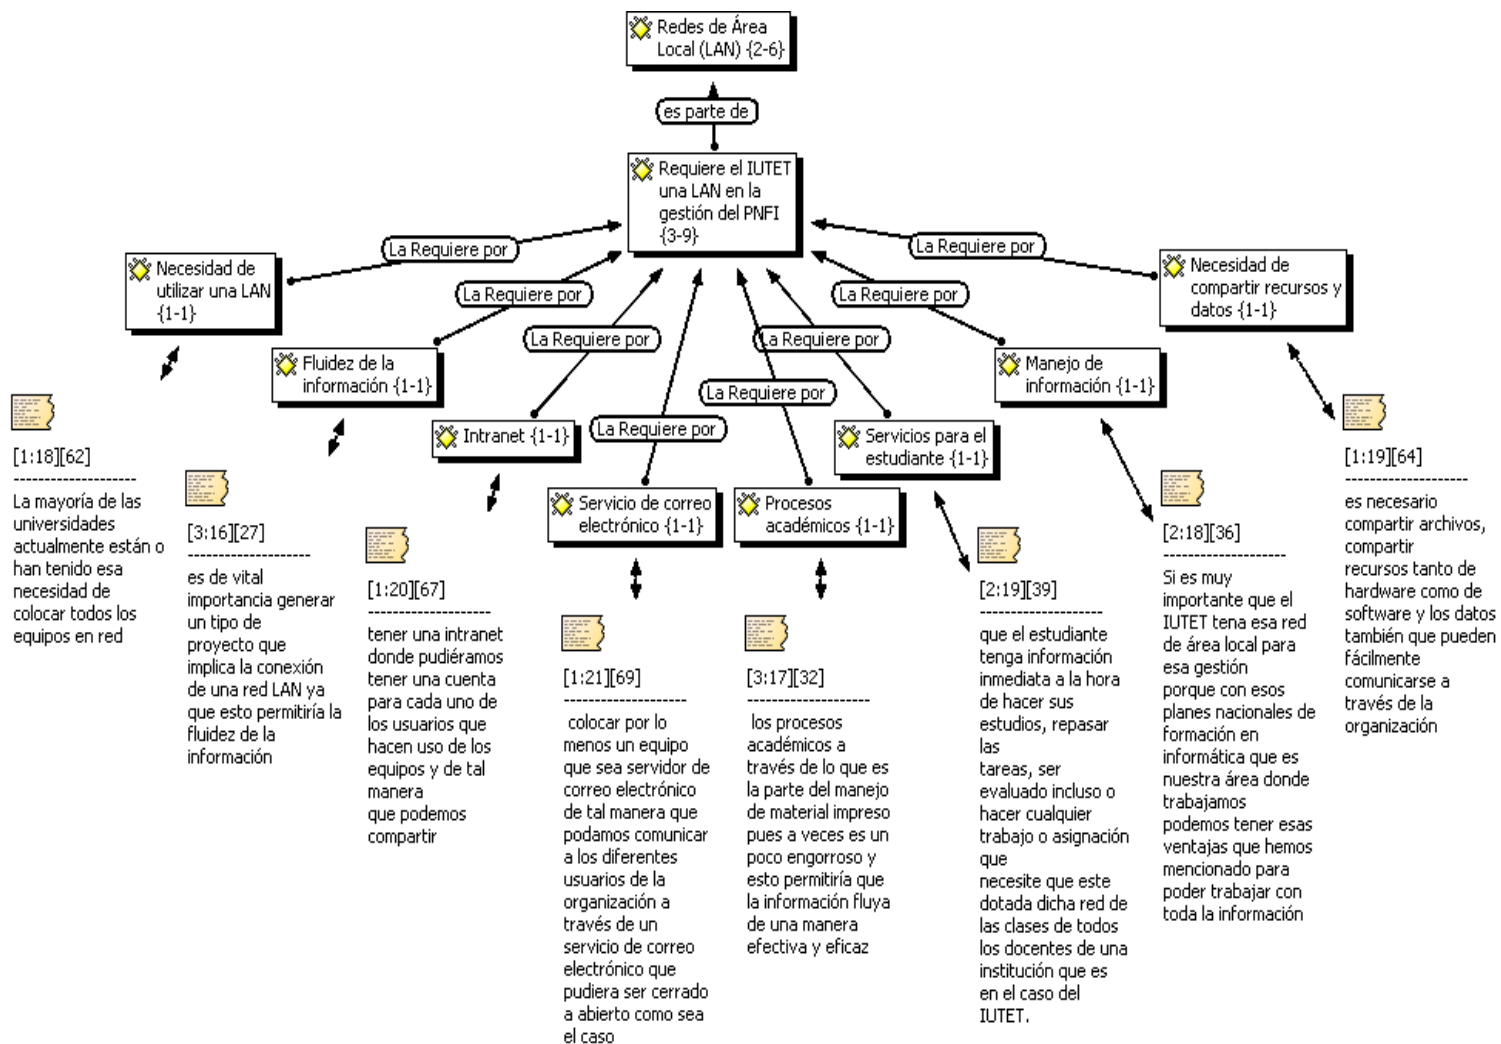 Redes de Área
Local (LAN) {2-6}
es parte de
Requiere el IUTET
una LAN en la
gestión del PNFI
{3-9}
La Requiere por
La Requiere por
La Requiere por
La Requiere por
La Requiere por
La Requiere por
La Requiere por
La Requiere por
Necesidad de
utilizar una LAN
{1-1}
Fluidez de la
información {1-1}
Intranet {1-1}
Servicio de correo
electrónico {1-1}
Procesos
académicos {1-1}
Servicios para el
estudiante {1-1}
Manejo de
información {1-1}
Necesidad de
compartir recursos y
datos {1-1}
[1:18][62]
--------------------
La mayoría de las
universidades
actualmente están o
han tenido esa
necesidad de
colocar todos los
equipos en red
[3:16][27]
--------------------
es de vital
importancia generar
un tipo de
proyecto que
implica la conexión
de una red LAN ya
que esto permitiría la
fluidez de la
información
[1:20][67]
--------------------
tener una intranet
donde pudiéramos
tener una cuenta
para cada uno de
los usuarios que
hacen uso de los
equipos y de tal
manera
que podemos
compartir
[1:21][69]
--------------------
colocar por lo
menos un equipo
que sea servidor de
correo electrónico
de tal manera que
podamos comunicar
a los diferentes
usuarios de la
organización a
través de un
servicio de correo
electrónico que
pudiera ser cerrado
a abierto como sea
el caso
[3:17][32]
--------------------
los procesos
académicos a
través de lo que es
la parte del manejo
de material impreso
pues a veces es un
poco engorroso y
esto permitiría que
la información fluya
de una manera
efectiva y eficaz
[2:19][39]
--------------------
que el estudiante
tenga información
inmediata a la hora
de hacer sus
estudios, repasar
las
tareas, ser
evaluado incluso o
hacer cualquier
trabajo o asignación
que
necesite que este
dotada dicha red de
las clases de todos
los docentes de una
institución que es
en el caso del
IUTET.
[2:18][36]
--------------------
Si es muy
importante que el
IUTET tena esa red
de área local para
esa gestión
porque con esos
planes nacionales de
formación en
informática que es
nuestra área donde
trabajamos
podemos tener esas
ventajas que hemos
mencionado para
poder trabajar con
toda la información
[1:19][64]
--------------------
es necesario
compartir archivos,
compartir
recursos tanto de
hardware como de
software y los datos
también que pueden
fácilmente
comunicarse a
través de la
organización